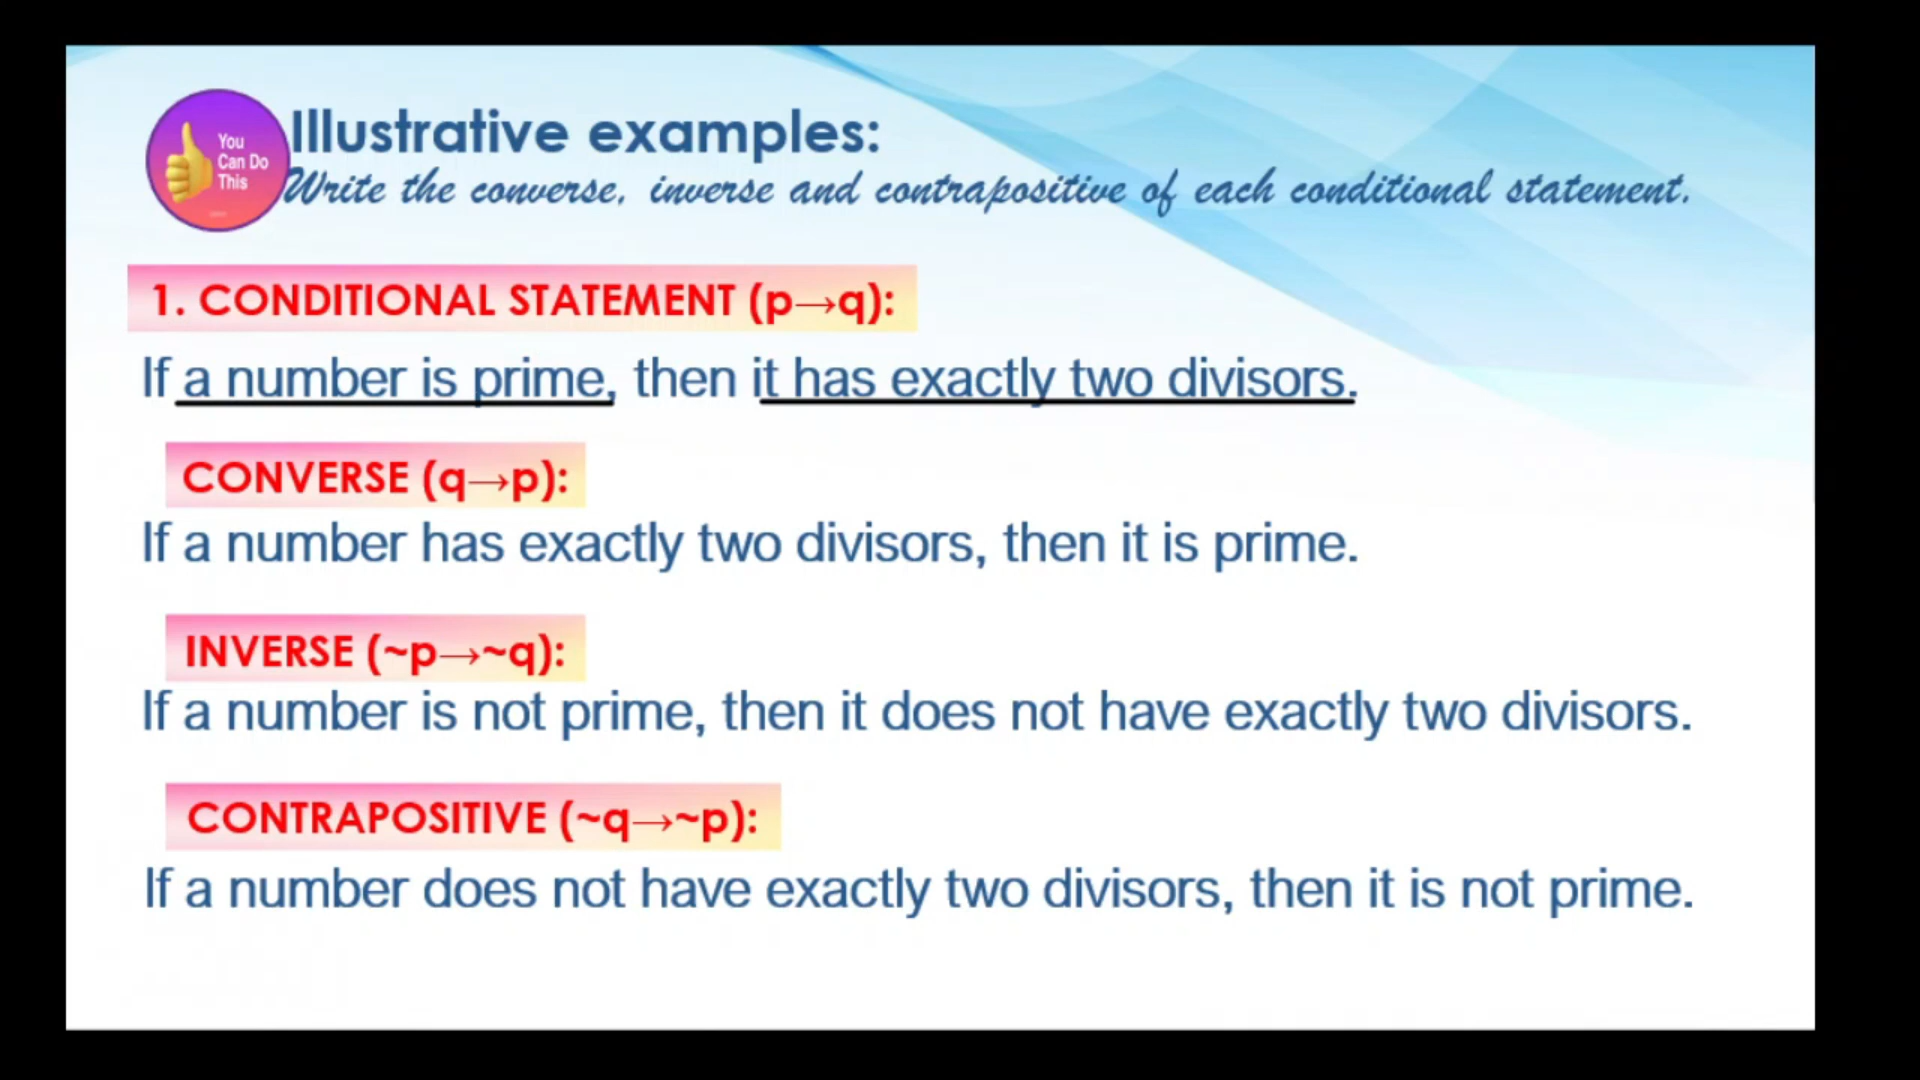 You
Can Do
This
Illustrative examples:
Write the converse, inverse and contrapositive of each conditional statement.
1. CONDITIONAL STATEMENT (p→q):
If a number is prime, then it has exactly two divisors.
CONVERSE (q→p):
If a number has exactly two divisors, then it is prime.
INVERSE (~p→~q):
If a number is not prime, then it does not have exactly two divisors.
CONTRAPOSITIVE (~q→~p):
If a number does not have exactly two divisors, then it is not prime.